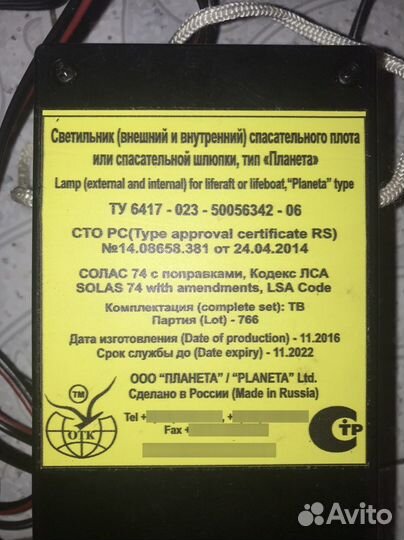 Светильник (внешний и внутренний) спасательного плота
или спасательной шлюпки, тип «Планета»
Lamp (external and internal) for liferaft or lifeboat,"Planeta" type
ТУ 6417 - 023 - 50056342 - 06
СТО РС(Type approval certificate RS)
№14.08658.381 от 24.04.2014
СОЛАС 74 с поправками, Кодекс ЛСА
SOLAS 74 with amendments, LSA Code
Комплектация (complete set): ТВ
Партия (Lot) - 766
Дата изготовления (Date of production) - 11.2016
Срок службы до (Date expiry) - 11.2022
ООО "ПЛАНЕТА" / "PLANETA" Ltd.
Сделано в России (Made in Russia)
Tel + , +
Fax +
TM
ОТК
С ТР
Avito